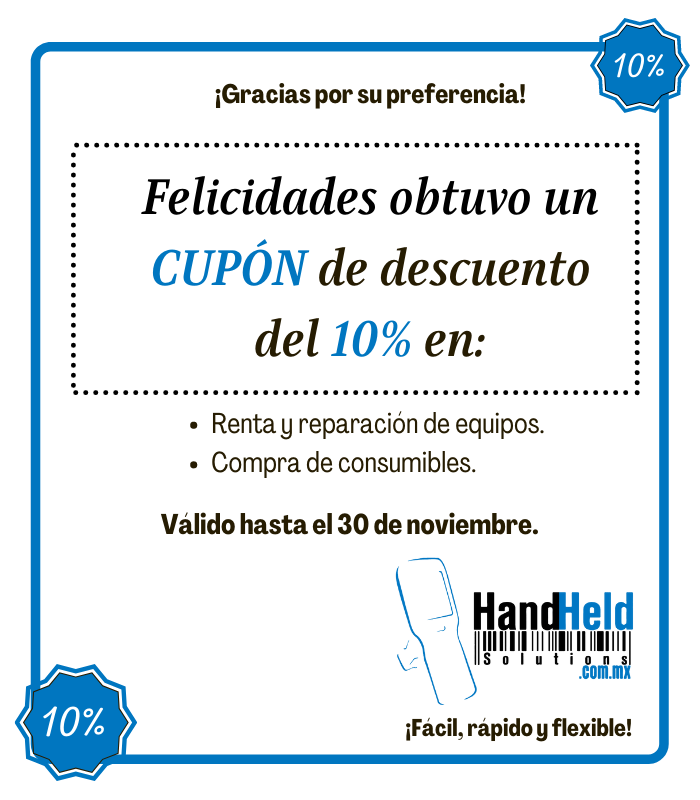 10%
¡Gracias por su preferencia!
Felicidades obtuvo un
CUPÓN de descuento
del 10% en:
• Renta y reparación de equipos.
• Compra de consumibles.
Válido hasta el 30 de noviembre.
HandHeld
Solutions
.com.mx
¡Fácil, rápido y flexible!
10%